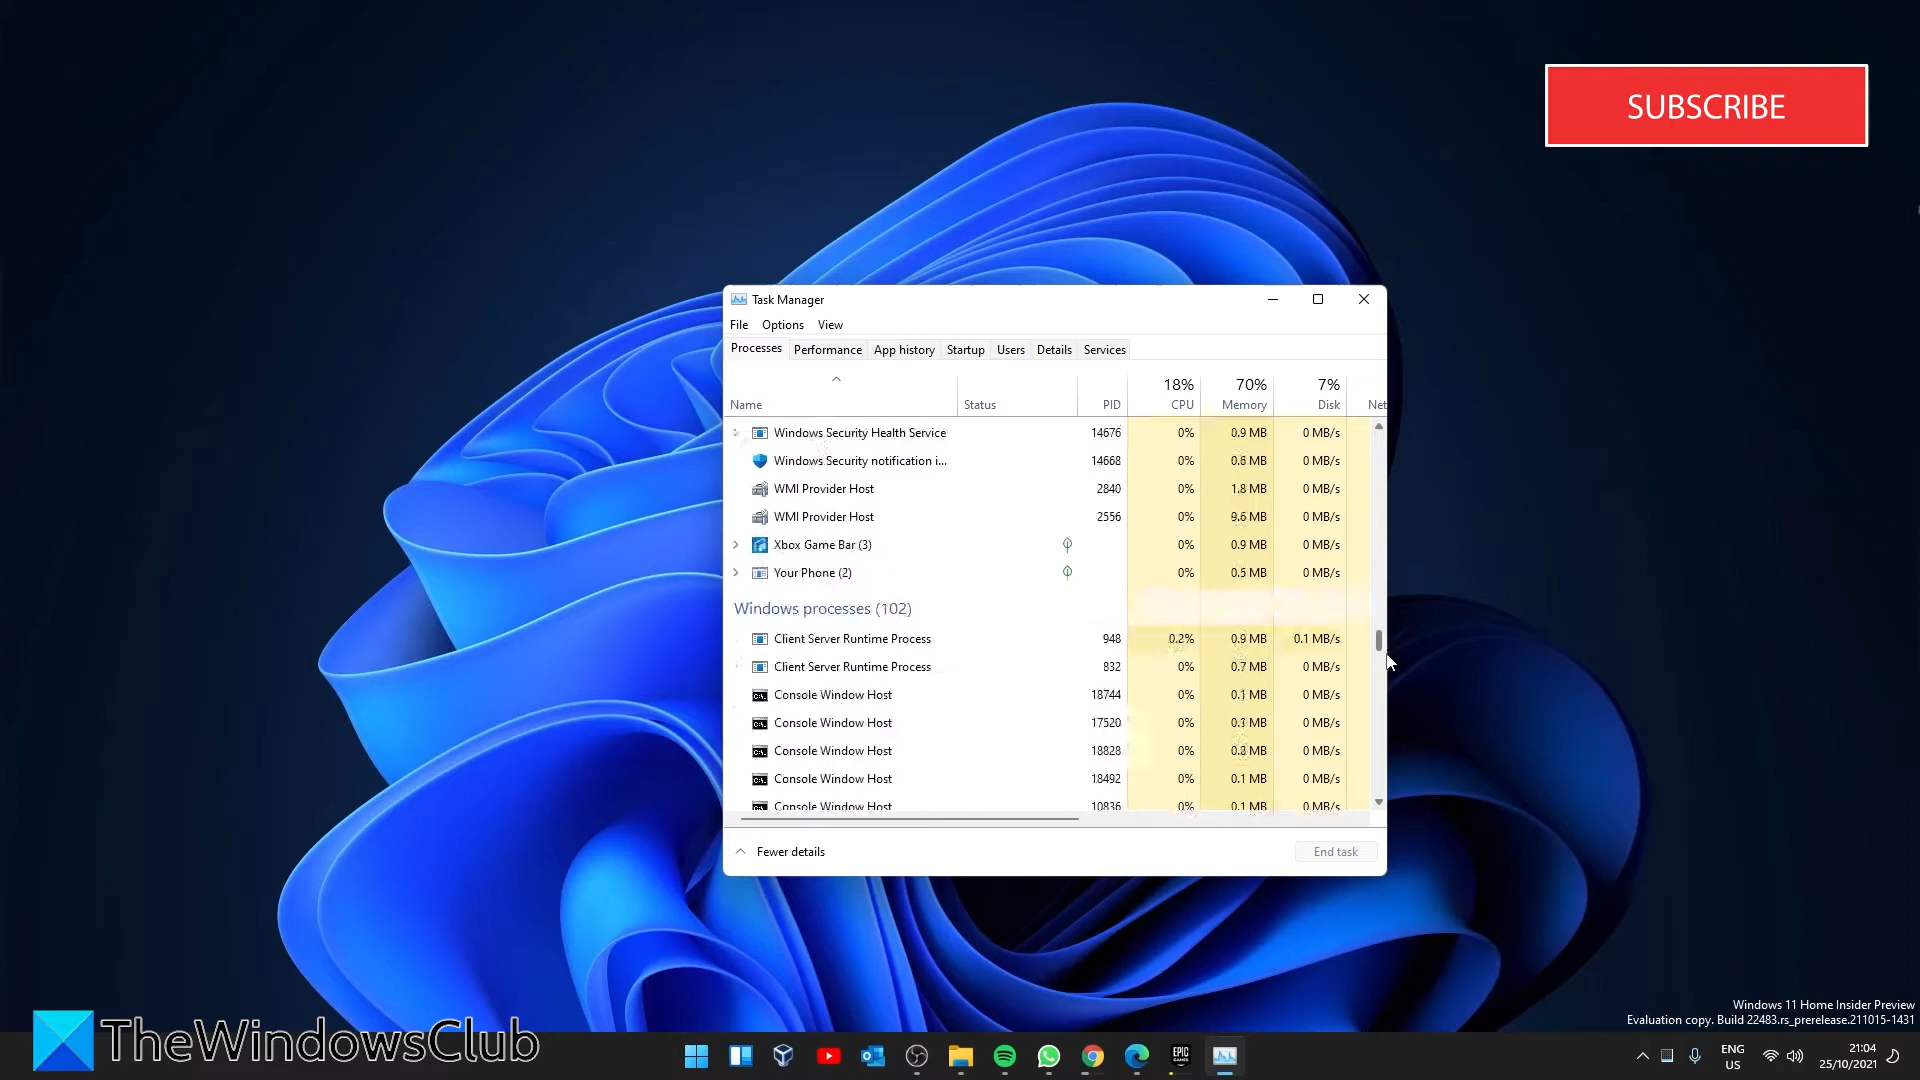 SUBSCRIBE
Task Manager
File Options View
Processes Performance App history Startup Users Details Services
18% 70% 7%
Name Status PID CPU Memory Disk Net
Windows Security Health Service 14676 0% 0.9 MB 0 MB/s
Windows Security notification i... 14668 0% MB 0 MB/s
WMI Provider Host 2840 0% 1.8 MB 0 MB/s
WMI Provider Host 2556 0% MB 0 MB/s
Xbox Game Bar (3) 0% 0.9 MB 0 MB/s
Your Phone (2) 0% 0.5 MB 0 MB/s
Windows processes (102)
Client Server Runtime Process 948 0.2% 0.9 MB 0.1 MB/s
Client Server Runtime Process 832 0% 0.7 MB 0 MB/s
Console Window Host 18744 0% 0.1 MB 0 MB/s
Console Window Host 17520 0% MB 0 MB/s
Console Window Host 18828 0% MB 0 MB/s
Console Window Host 18492 0% 0.1 MB 0 MB/s
Console Window Host 10836 0% 0.1 MB 0 MB/s
Fewer details End task
Windows 11 Home Insider Preview
Evaluation copy. Build 22483.rs_prerelease.211015-1431
TheWindowsClub
EPIC
GAMES
ENG
US
21:04
25/10/2021